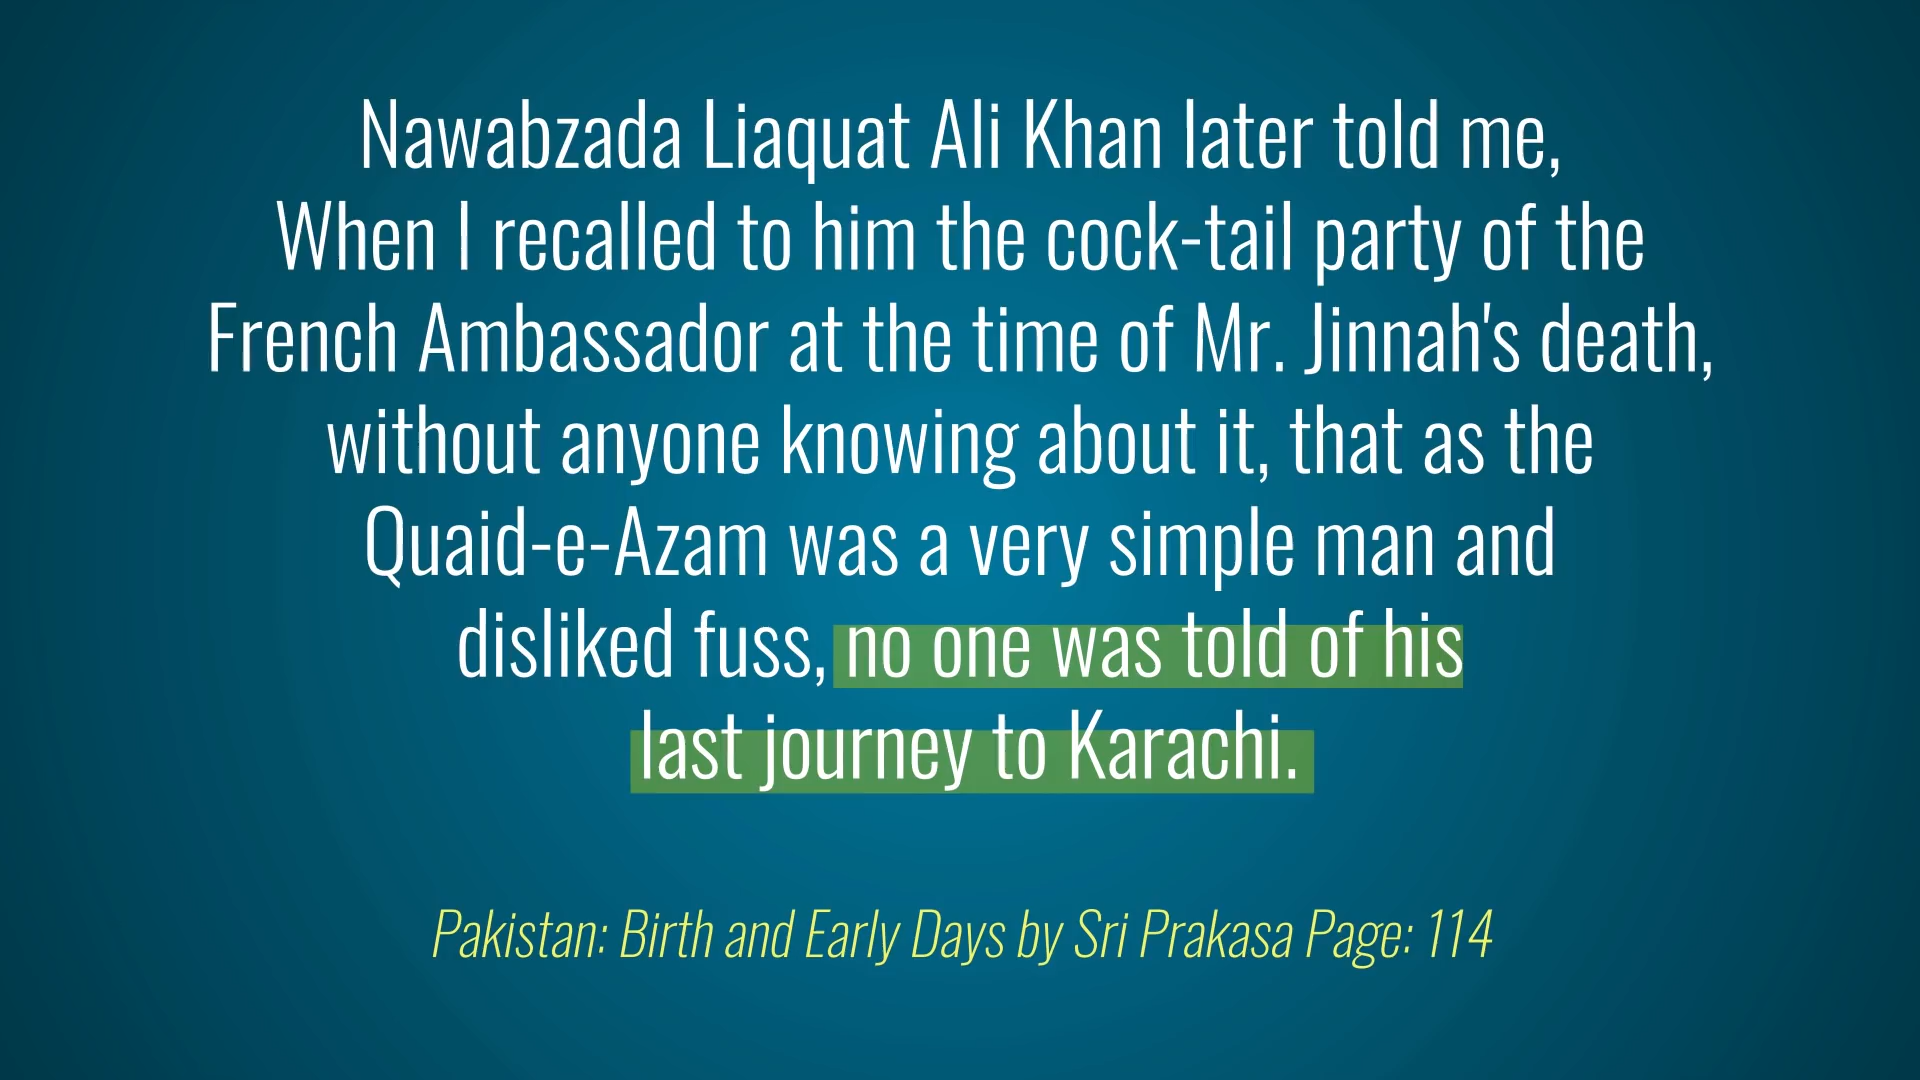 Nawabzada Liaquat Ali Khan later told me,
When I recalled to him the cock-tail party of the
French Ambassador at the time of Mr. Jinnah's death,
without anyone knowing about it, that as the
Quaid-e-Azam was a very simple man and
disliked fuss, no one was told of his
last journey to Karachi.
Pakistan: Birth and Early Days by Sri Prakasa Page: 114